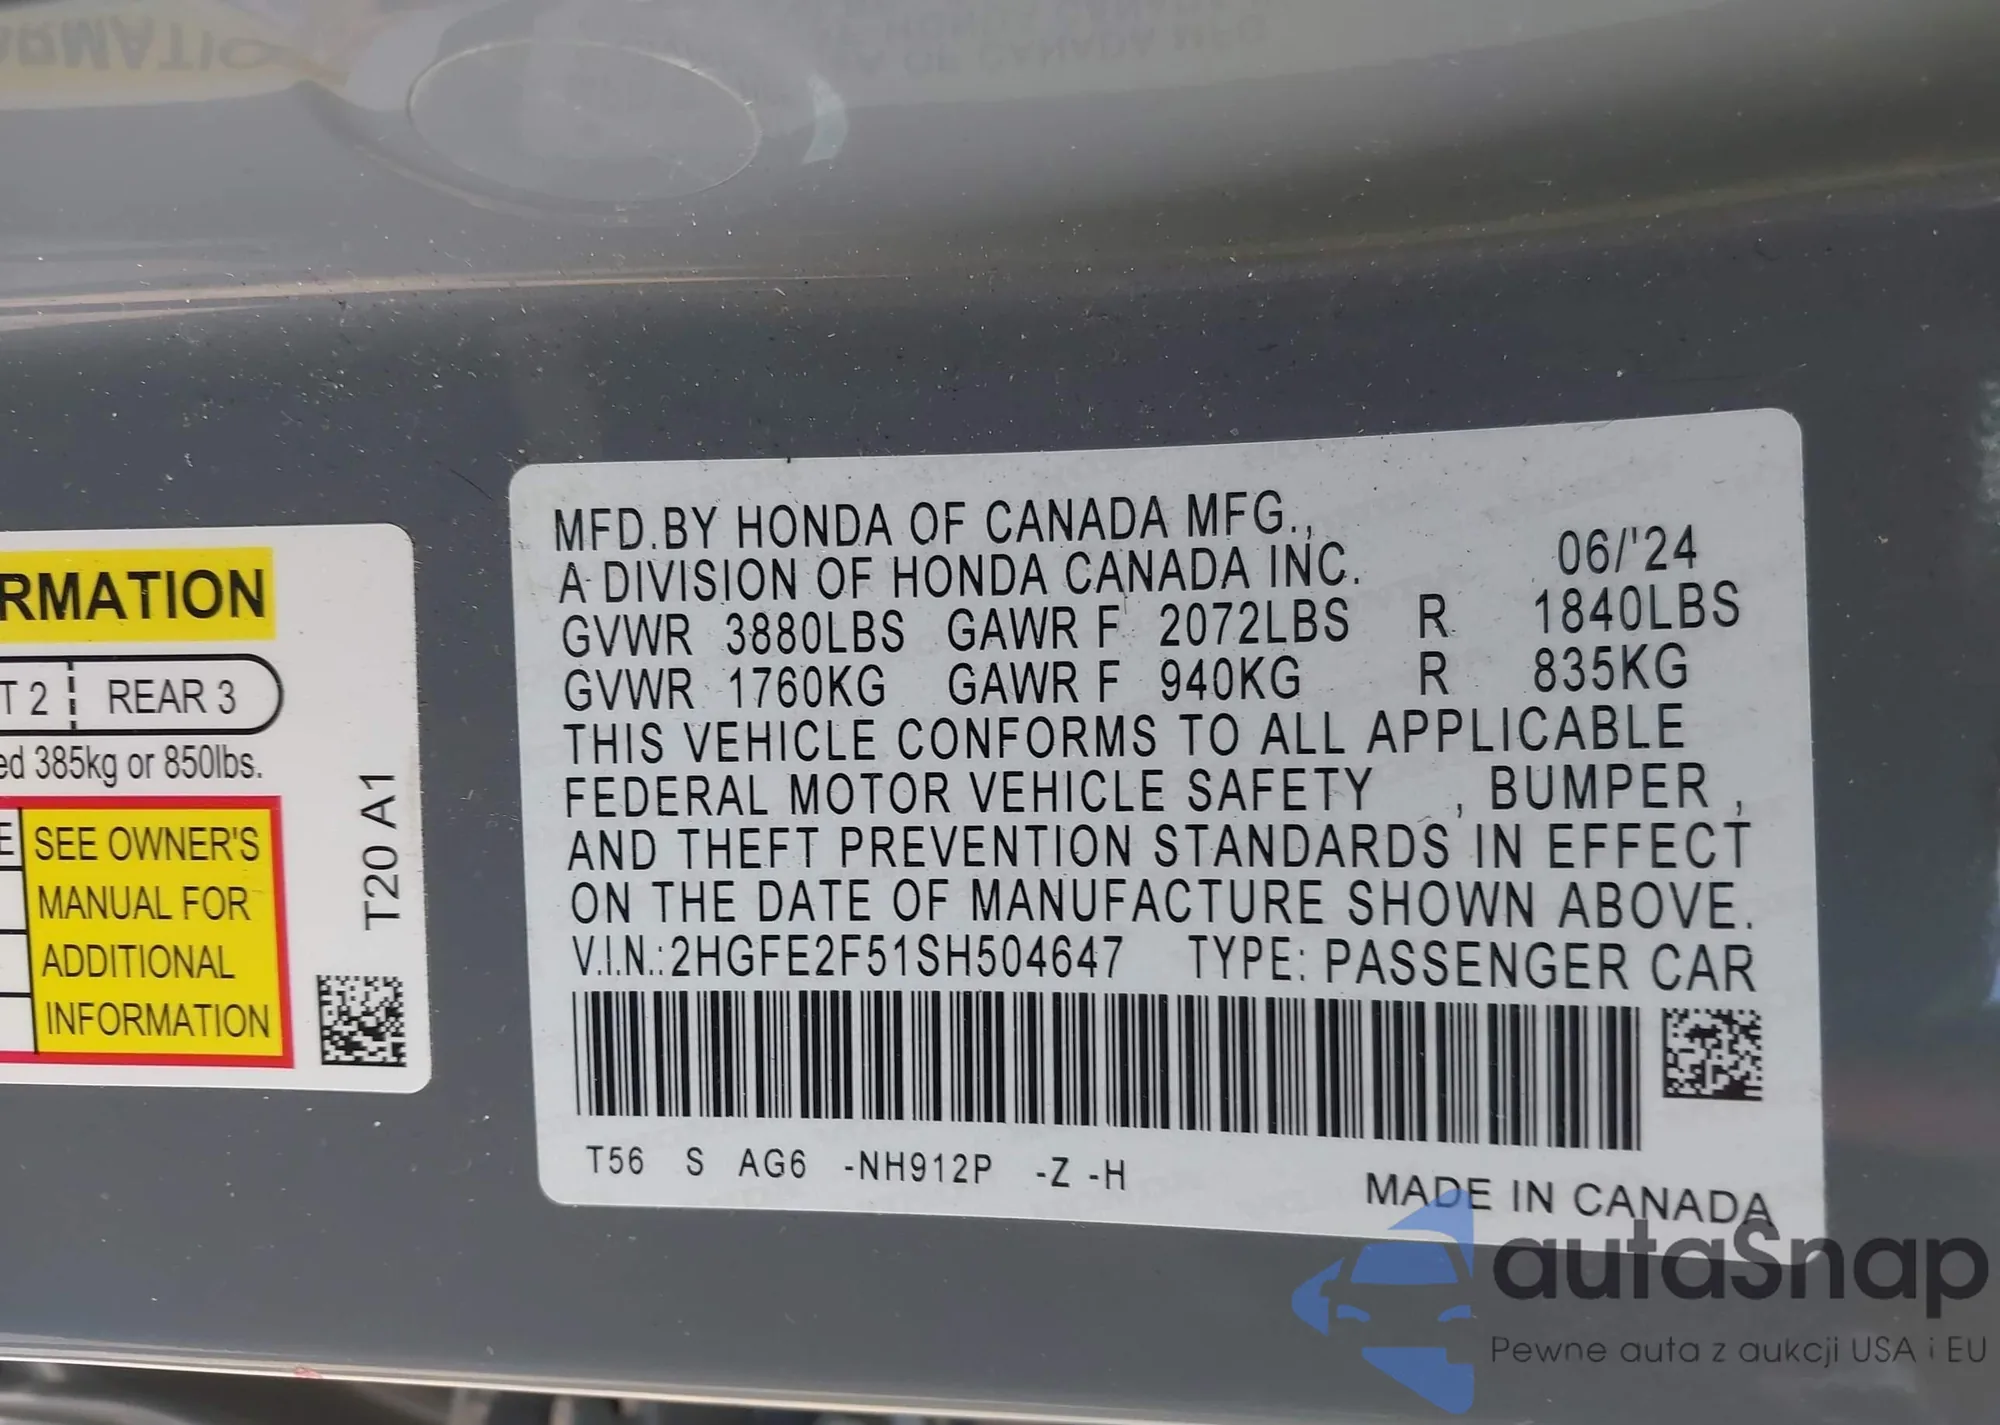 RMATION
T 2 REAR 3
ed 385kg or 850lbs.
E
SEE OWNER'S
MANUAL FOR
ADDITIONAL
INFORMATION
T20 A1
MFD.BY HONDA OF CANADA MFG.,
A DIVISION OF HONDA CANADA INC. 06/'24
GVWR 3880LBS GAWR F 2072LBS R 1840LBS
GVWR 1760KG GAWR F 940KG R 835KG
THIS VEHICLE CONFORMS TO ALL APPLICABLE
FEDERAL MOTOR VEHICLE SAFETY , BUMPER ,
AND THEFT PREVENTION STANDARDS IN EFFECT
ON THE DATE OF MANUFACTURE SHOWN ABOVE.
V.I.N.:2HGFE2F51SH504647 TYPE: PASSENGER CAR
T56 S AG6 -NH912P -Z -H
MADE IN CANADA
autaSnap
Pewne auta z aukcji USA i EU